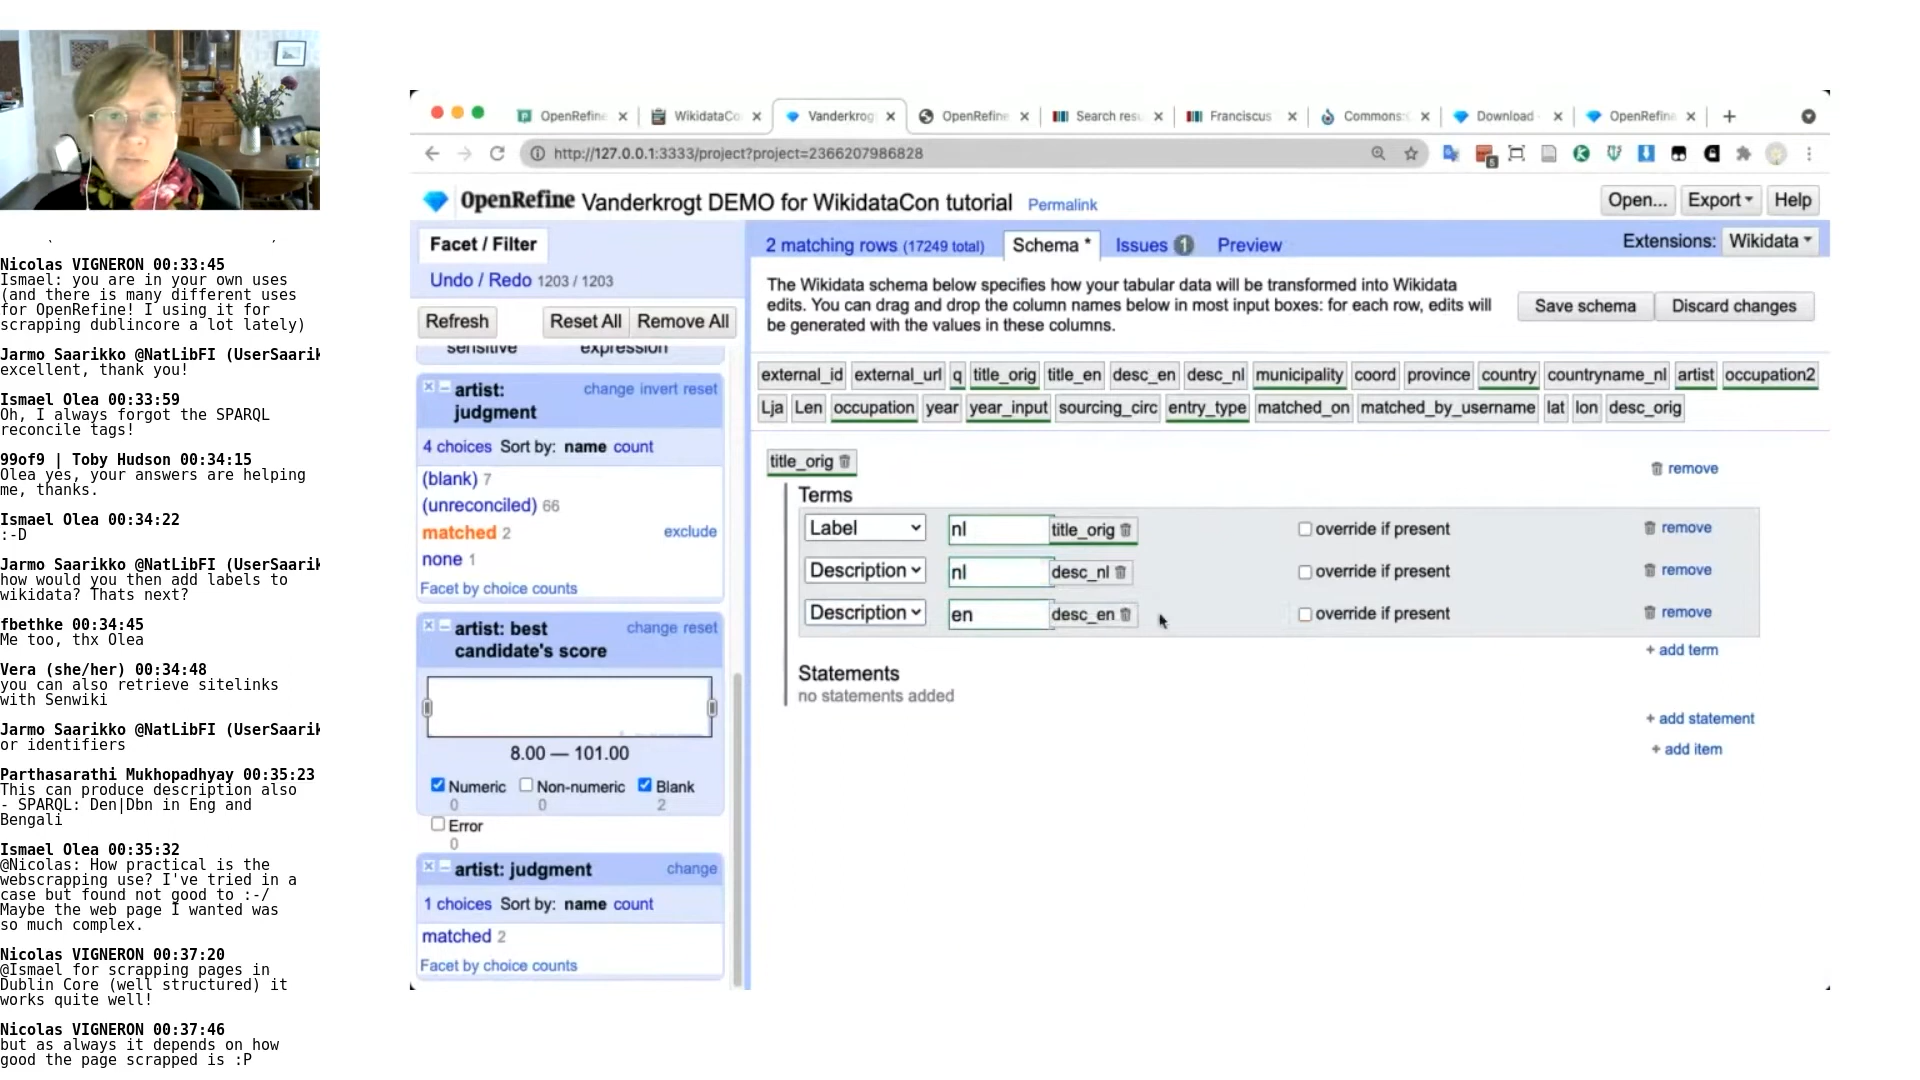 Nicolas VIGNERON 00:33:45
Ismael: you are in your own uses
(and there is many different uses
for OpenRefine! I using it for
scrapping dublincore a lot lately)
Jarmo Saarikko @NatLibFI (UserSaarik
excellent, thank you!
Ismael Olea 00:33:59
Oh, I always forgot the SPARQL
reconcile tags!
99of9 | Toby Hudson 00:34:15
Olea yes, your answers are helping
me, thanks.
Ismael Olea 00:34:22
:-D
Jarmo Saarikko @NatLibFI (UserSaarik
how would you then add labels to
wikidata? Thats next?
fbethke 00:34:45
Me too, thx Olea
Vera (she/her) 00:34:48
you can also retrieve sitelinks
with Senwiki
Jarmo Saarikko @NatLibFI (UserSaarik
or identifiers
Parthasarathi Mukhopadhyay 00:35:23
This can produce description also
- SPARQL: Den|Dbn in Eng and
Bengali
Ismael Olea 00:35:32
@Nicolas: How practical is the
webscrapping use? I've tried in a
case but found not good to :-/
Maybe the web page I wanted was
so much complex.
Nicolas VIGNERON 00:37:20
@Ismael for scrapping pages in
Dublin Core (well structured) it
works quite well!
Nicolas VIGNERON 00:37:46
but as always it depends on how
good the page scrapped is :P
OpenRefine WikidataCo Vanderkrog OpenRefine Search resu Franciscus Commons: Download OpenRefine
http://127.0.0.1:3333/project?project=2366207986828
OpenRefine Vanderkrogt DEMO for WikidataCon tutorial Permalink Open... Export Help
Facet / Filter
Undo / Redo 1203 / 1203
Refresh Reset All Remove All
sensitive expression
artist: judgment change invert reset
4 choices Sort by: name count
(blank) 7
(unreconciled) 66
matched 2 exclude
none 1
Facet by choice counts
artist: best candidate's score change reset
8.00 — 101.00
Numeric Non-numeric Blank
0 0 2
Error
0
artist: judgment change
1 choices Sort by: name count
matched 2
Facet by choice counts
2 matching rows (17249 total) Schema * Issues 1 Preview Extensions: Wikidata
The Wikidata schema below specifies how your tabular data will be transformed into Wikidata
edits. You can drag and drop the column names below in most input boxes: for each row, edits will
be generated with the values in these columns.
Save schema Discard changes
external_id external_url q title_orig title_en desc_en desc_nl municipality coord province country countryname_nl artist occupation2
Lja Len occupation year year_input sourcing_circ entry_type matched_on matched_by_username lat lon desc_orig
title_orig remove
Terms
Label nl title_orig override if present remove
Description nl desc_nl override if present remove
Description en desc_en override if present remove
+ add term
Statements
no statements added
+ add statement
+ add item